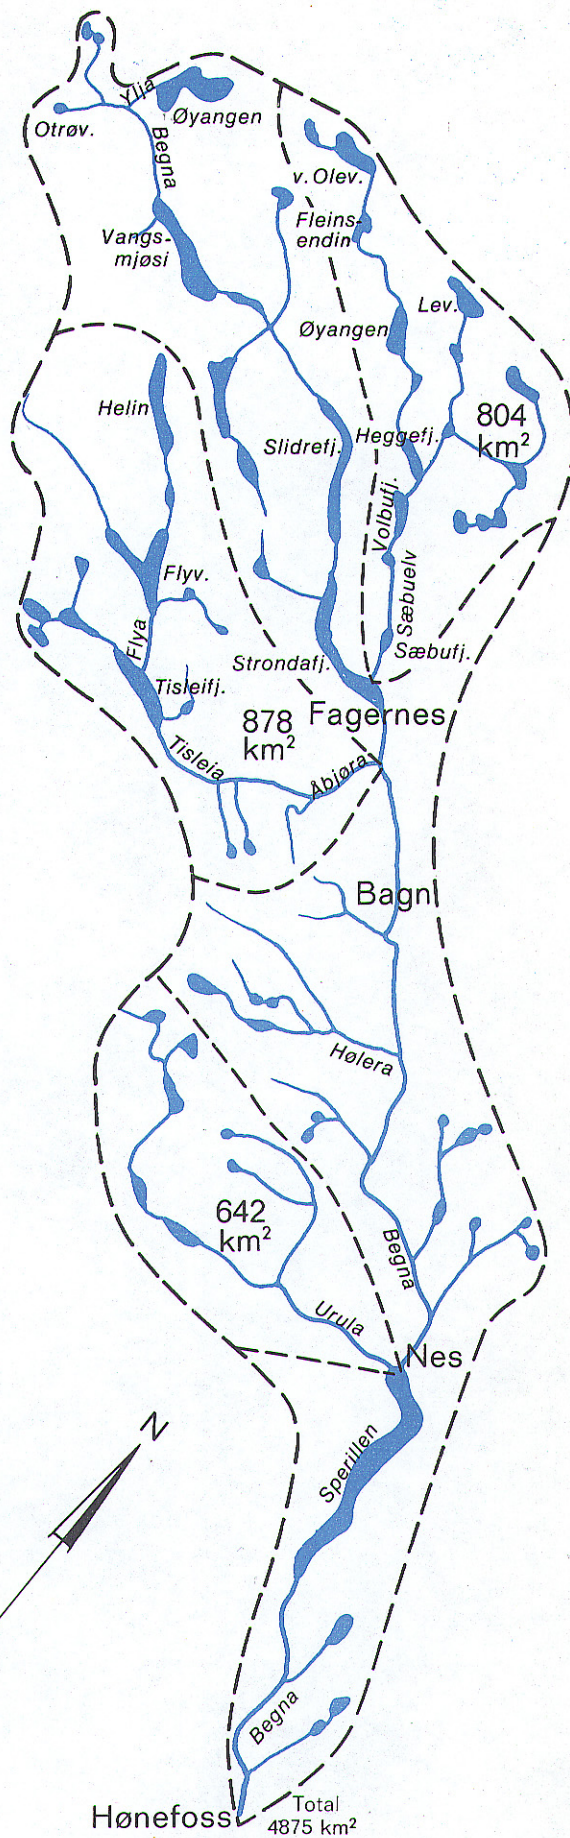 Ylja
Øyangen
Otrøv.
Begna
v. Olev.
Fleins-
endin
Vangs-
mjøsi
Lev.
Øyangen
Helin
804
km²
Slidrefj.
Heggefj.
Volbufj.
Flyv.
Sæbuelv
Flya
Sæbufj.
Strondafj.
Tisleifj.
878
km²
Fagernes
Tisleia
Åbjøra
Bagn
Hølera
642
km²
Begna
Urula
Nes
N
Sperillen
Begna
Hønefoss
Total
4875 km²